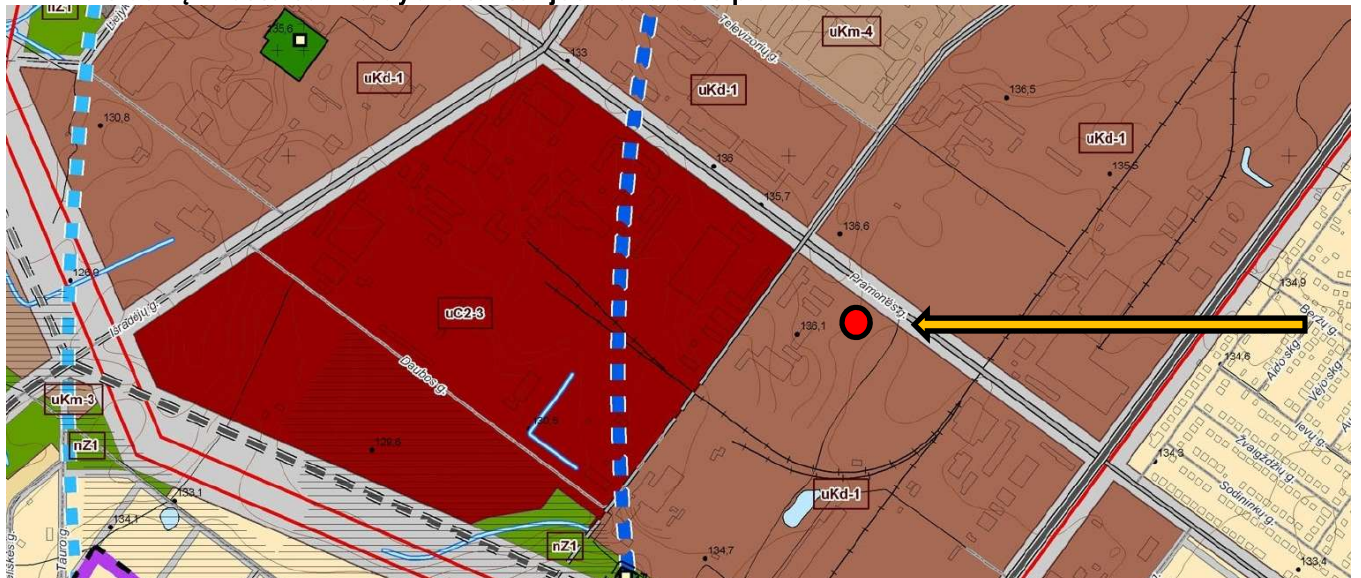 nZ1
135,6
uKd-1
130,8
133
Televizorių g.
uKm-4
uKd-1
136,5
uKd-1
135,5
136
135,7
136,6
Pramonės g.
136,1
126,9
Išradėjų g.
uC2-3
Daubos g.
129,6
uKm-3
nZ1
133,1
134,1
Tauro g.
nZ1
134,7
uKd-1
134,9
Beržų g.
Aido skg.
Vėjo skg.
134,6
Ievų g.
Žvaigždžių g.
Sodininkų g.
134,3
133,4